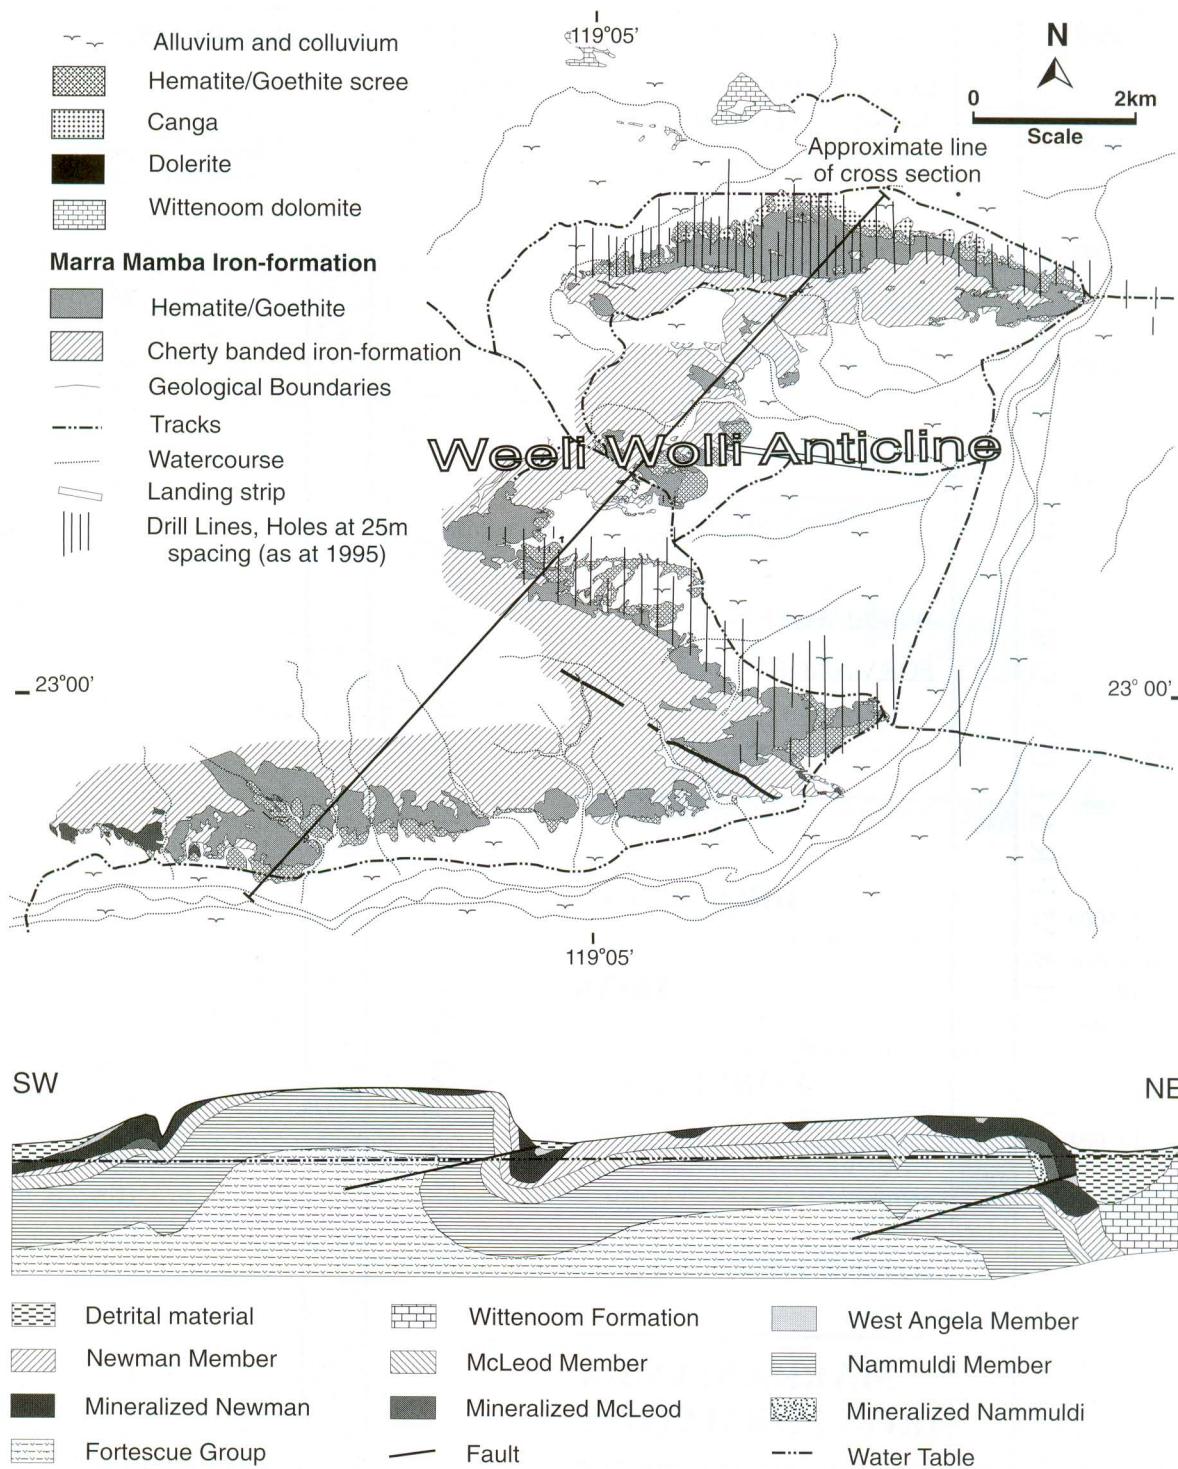 119°05'
Alluvium and colluvium
Hematite/Goethite scree
Canga
Dolerite
Wittenoom dolomite
Marra Mamba Iron-formation
Hematite/Goethite
Cherty banded iron-formation
Geological Boundaries
Tracks
Watercourse
Landing strip
Drill Lines, Holes at 25m
spacing (as at 1995)
N
0 2km
Scale
Approximate line
of cross section
Weeli Wolli Anticline
23°00'
23° 00'
119°05'
SW
NE
Detrital material
Wittenoom Formation
West Angela Member
Newman Member
McLeod Member
Nammuldi Member
Mineralized Newman
Mineralized McLeod
Mineralized Nammuldi
Fortescue Group
Fault
Water Table